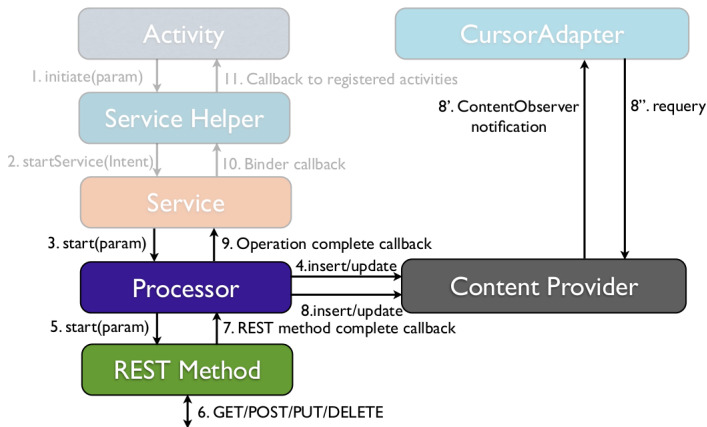 Activity
CursorAdapter
1. initiate(param)
11. Callback to registered activities
Service Helper
8'. ContentObserver
notification
8”. requery
2. startService(Intent)
10. Binder callback
Service
3. start(param)
9. Operation complete callback
4.insert/update
Processor
Content Provider
8.insert/update
5. start(param)
7. REST method complete callback
REST Method
6. GET/POST/PUT/DELETE